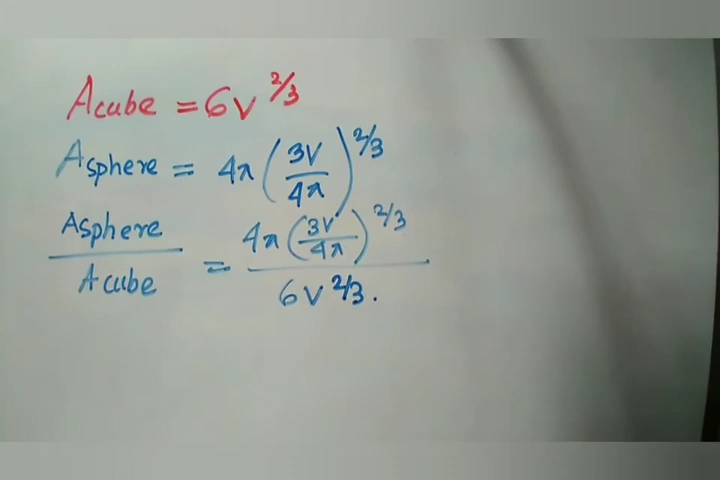 Acube = 6V^2/3
Asphere = 4π (3V/4π)^2/3
Asphere/Acube = 4π (3V/4π)^2/3 / 6V^2/3.